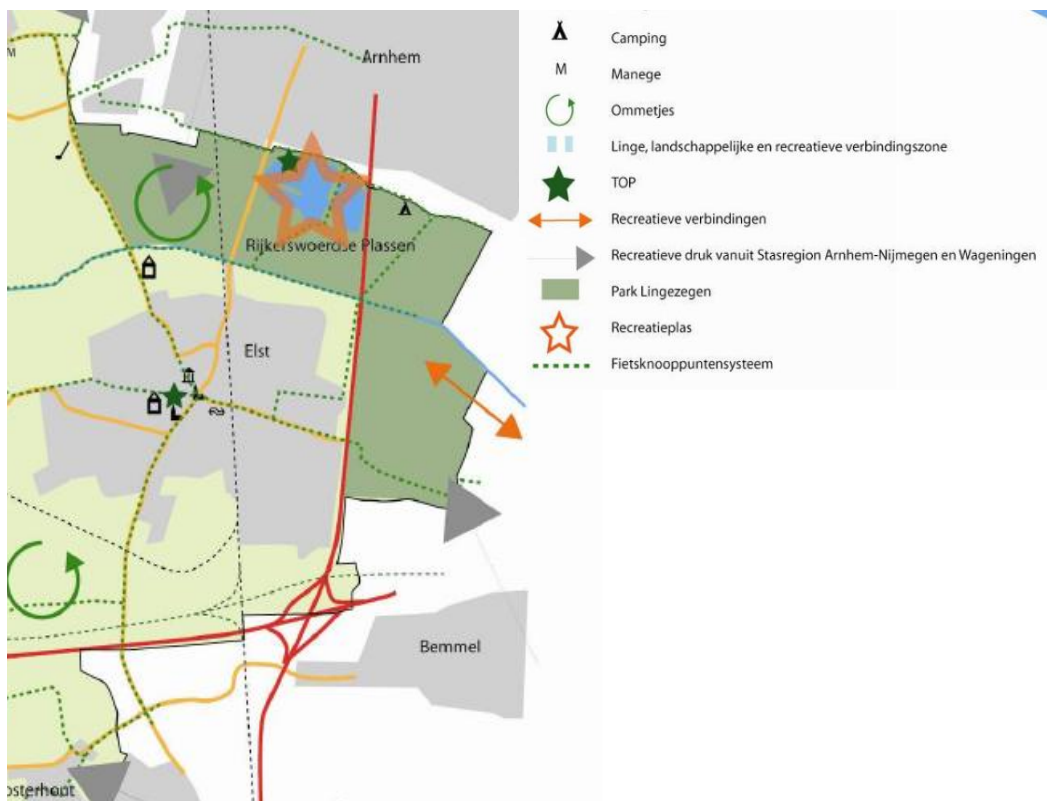 M
Arnhem
Rijkerswoerdse Plassen
Elst
Bemmel
osterhout
Camping
M
Manege
Ommetjes
Linge, landschappelijke en recreatieve verbindingszone
TOP
Recreatieve verbindingen
Recreatieve druk vanuit Stasregion Arnhem-Nijmegen en Wageningen
Park Lingezegen
Recreatieplas
Fietsknooppuntensysteem